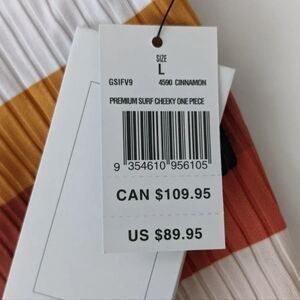 SIZE
L
GSIFV9 4590 CINNAMON
PREMIUM SURF CHEEKY ONE PIECE
9 354610 956105
CAN $109.95
US $89.95